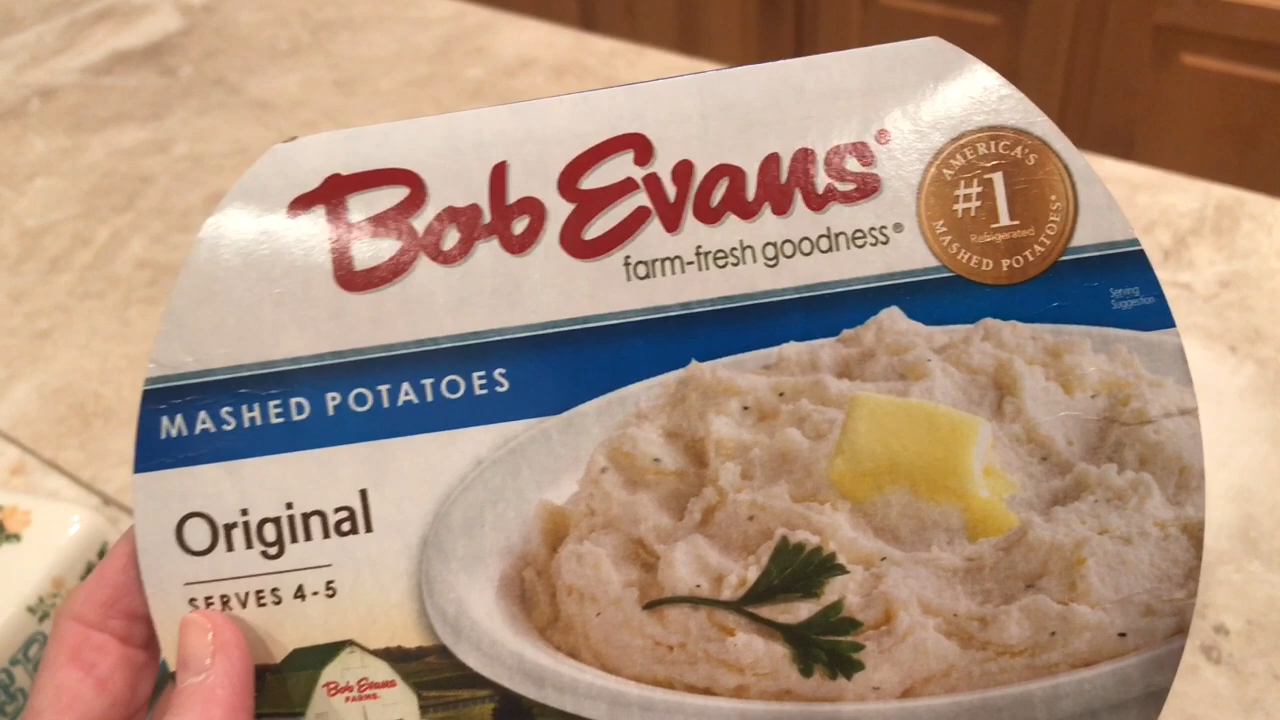 Bob Evans®
farm-fresh goodness®
AMERICA'S
#1
Refrigerated
MASHED POTATOES*
Serving
Suggestion
MASHED POTATOES
Original
SERVES 4-5
Bob Evans
FARMS